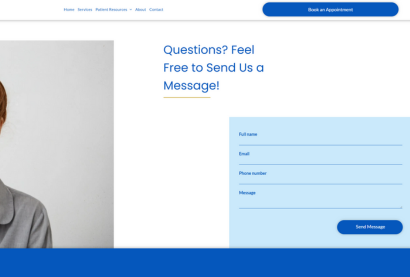 Home Services Patient Resources About Contact
Book an Appointment
Questions? Feel
Free to Send Us a
Message!
Full name
Email
Phone number
Message
Send Message